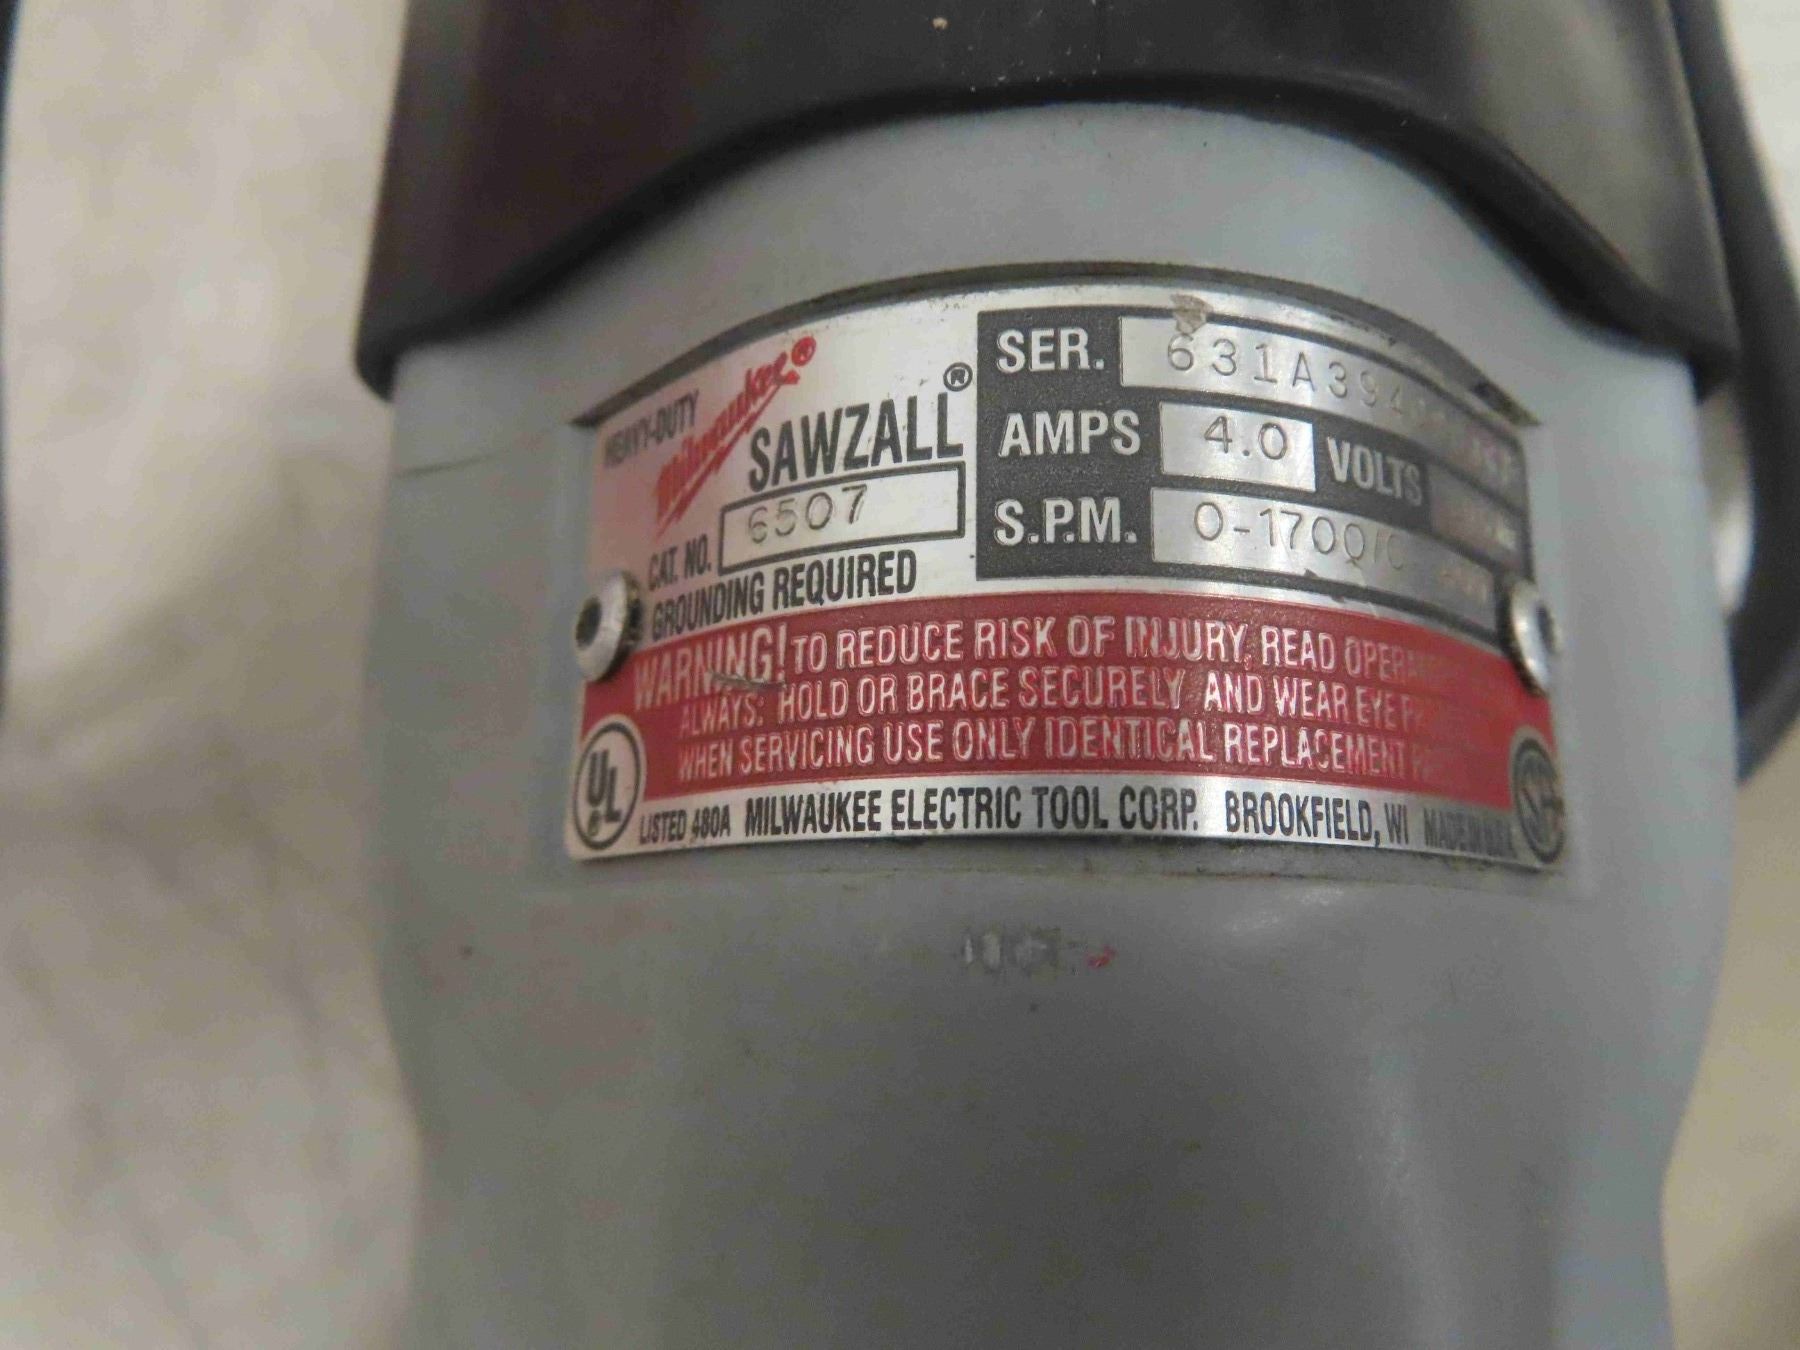 HEAVY-DUTY
Milwaukee®
SAWZALL®
CAT. NO. 6507
GROUNDING REQUIRED
SER.
AMPS 4.0 VOLTS
S.P.M.
WARNING! TO REDUCE RISK OF INJURY, READ
ALWAYS: HOLD OR BRACE SECURELY AND WEAR EYE
WHEN SERVICING USE ONLY IDENTICAL REPLACEMENT
UL
LISTED 480A MILWAUKEE ELECTRIC TOOL CORP. BROOKFIELD, WI MADE IN U.S.A.